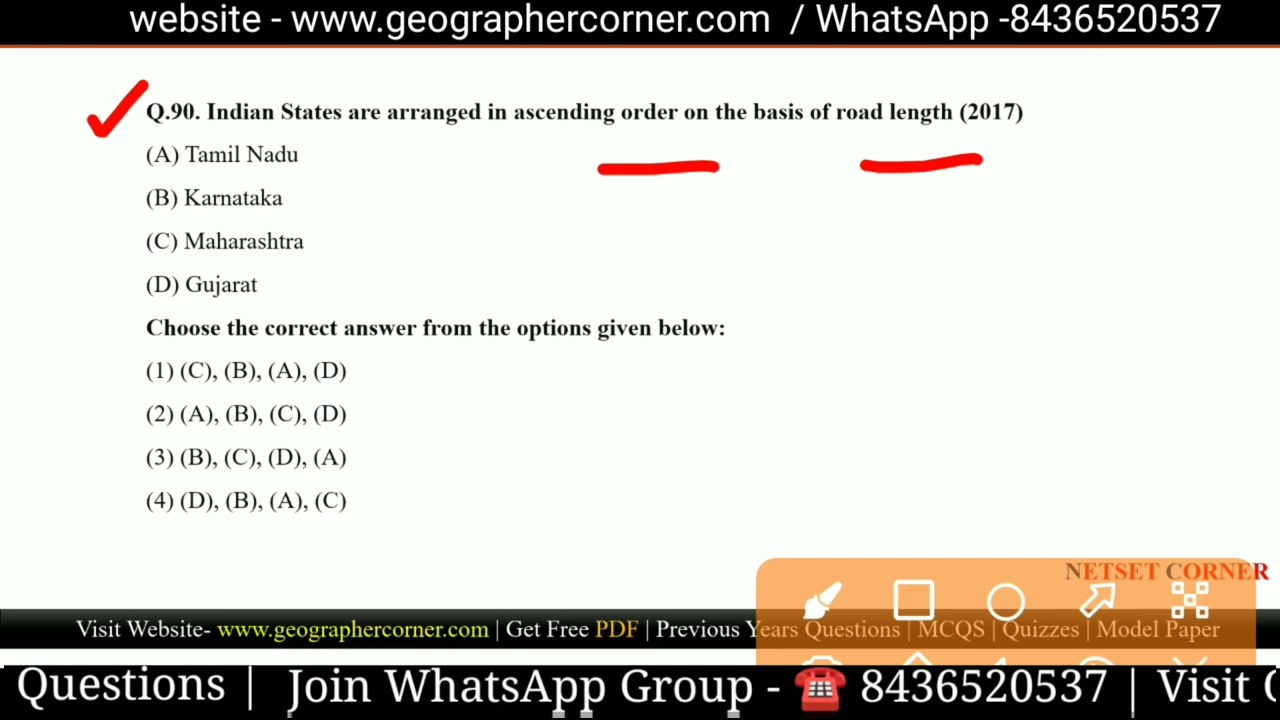 website - www.geographercorner.com / WhatsApp -8436520537
Q.90. Indian States are arranged in ascending order on the basis of road length (2017)
(A) Tamil Nadu
(B) Karnataka
(C) Maharashtra
(D) Gujarat
Choose the correct answer from the options given below:
(1) (C), (B), (A), (D)
(2) (A), (B), (C), (D)
(3) (B), (C), (D), (A)
(4) (D), (B), (A), (C)
NETSET CORNER
Visit Website- www.geographercorner.com | Get Free PDF | Previous Years Questions | MCQS | Quizzes | Model Paper
Questions | Join WhatsApp Group - ☎ 8436520537 | Visit